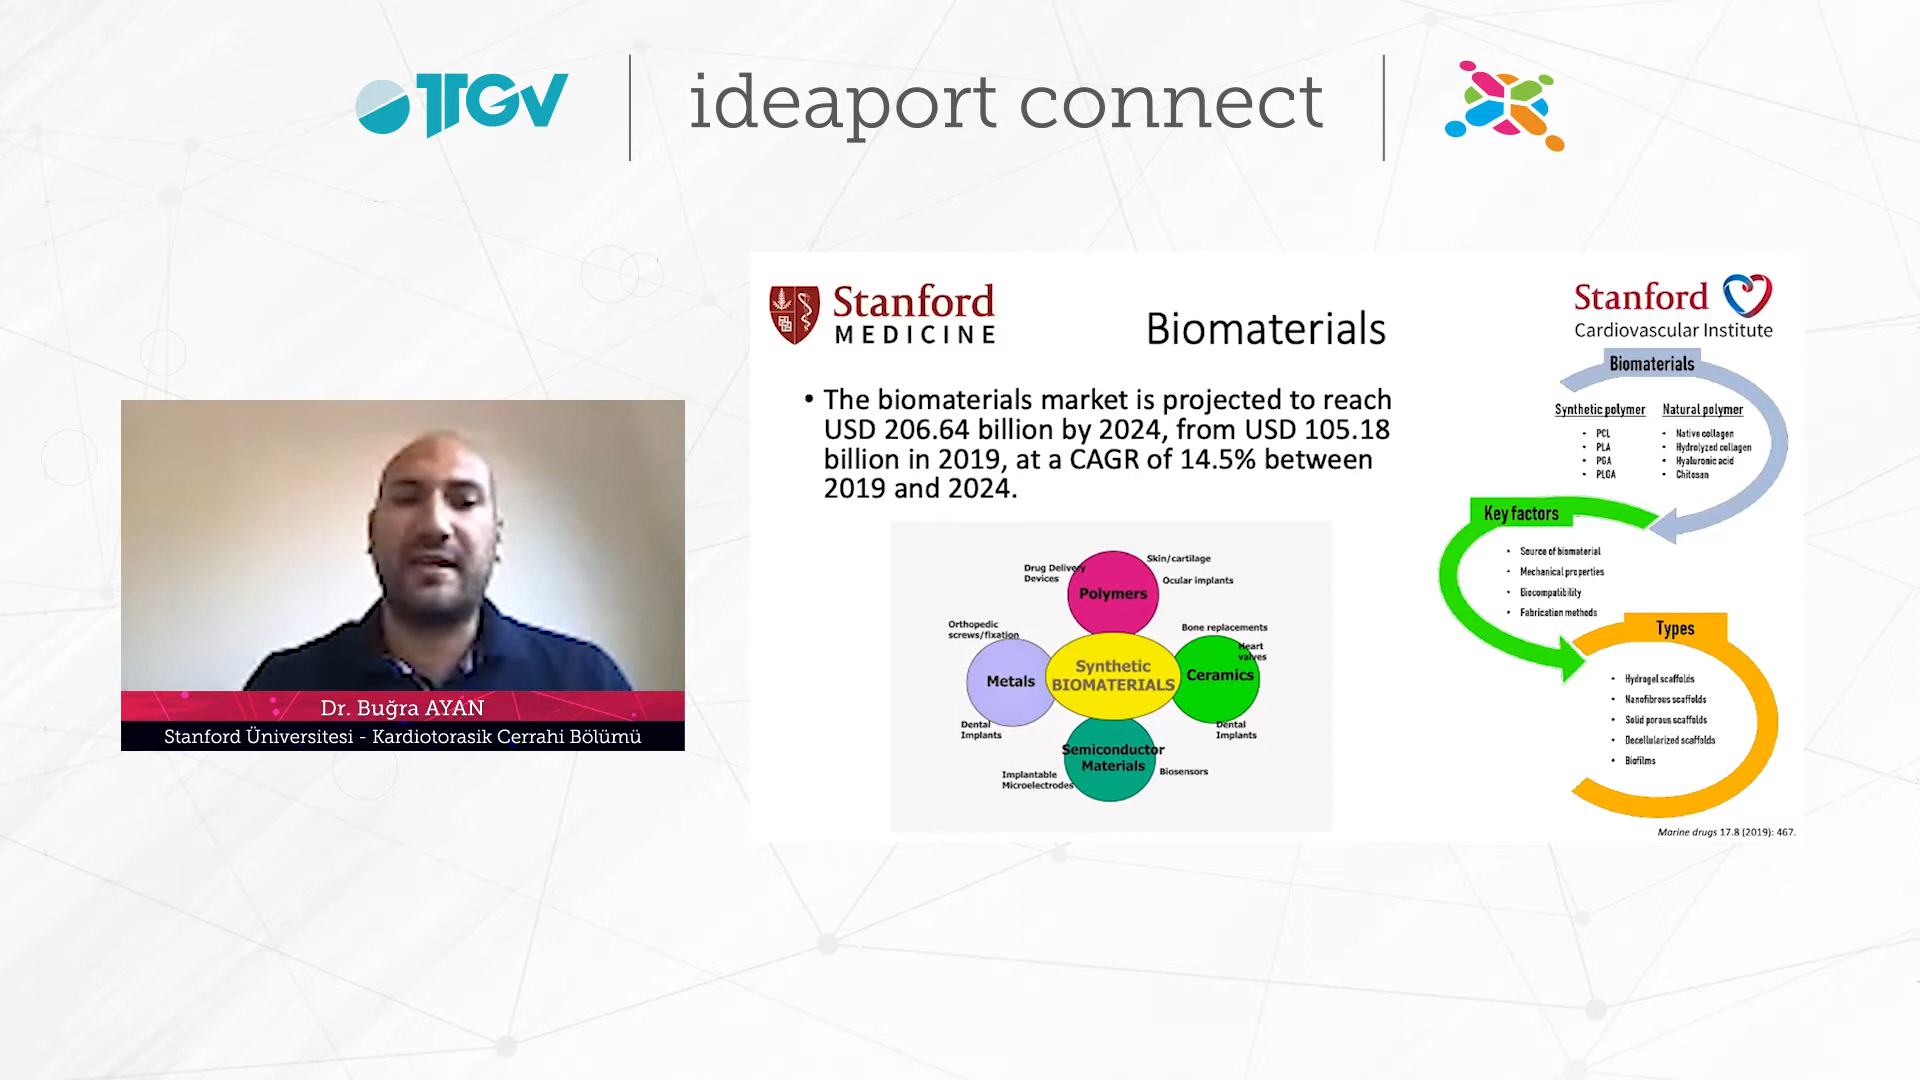 TTGV
ideaport connect
Stanford
MEDICINE
Biomaterials
Stanford
Cardiovascular Institute
• The biomaterials market is projected to reach
USD 206.64 billion by 2024, from USD 105.18
billion in 2019, at a CAGR of 14.5% between
2019 and 2024.
Skin/cartilage
Drug Delivery
Devices
Ocular implants
Polymers
Orthopedic
screws/fixation
Bone replacements
Heart
valves
Synthetic
BIOMATERIALS
Metals
Ceramics
Dental
Implants
Dental
Implants
Semiconductor
Materials
Implantable
Microelectrodes
Biosensors
Biomaterials
Synthetic polymer
• PCL
• PLA
• PGA
• PLGA
Natural polymer
• Native collagen
• Hydrolyzed collagen
• Hyaluronic acid
• Chitosan
Key factors
• Source of biomaterial
• Mechanical properties
• Biocompatibility
• Fabrication methods
Types
• Hydrogel scaffolds
• Nanofibrous scaffolds
• Solid porous scaffolds
• Decellularized scaffolds
• Biofilms
Marine drugs 17.8 (2019): 467.
Dr. Buğra AYAN
Stanford Üniversitesi - Kardiotorasik Cerrahi Bölümü